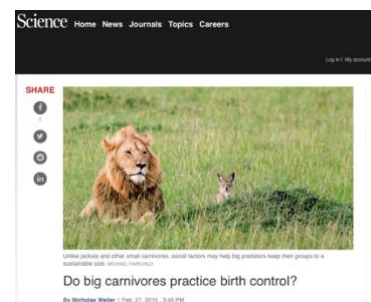 Science Home News Journals Topics Careers
Log in | My account
SHARE
Unlike jackals and other small carnivores, social factors may help big predators keep their groups to a
sustainable size. MICHAEL FAIRCHILD
Do big carnivores practice birth control?
By Nicholas Weiler | Feb. 27, 2015 , 3:45 PM